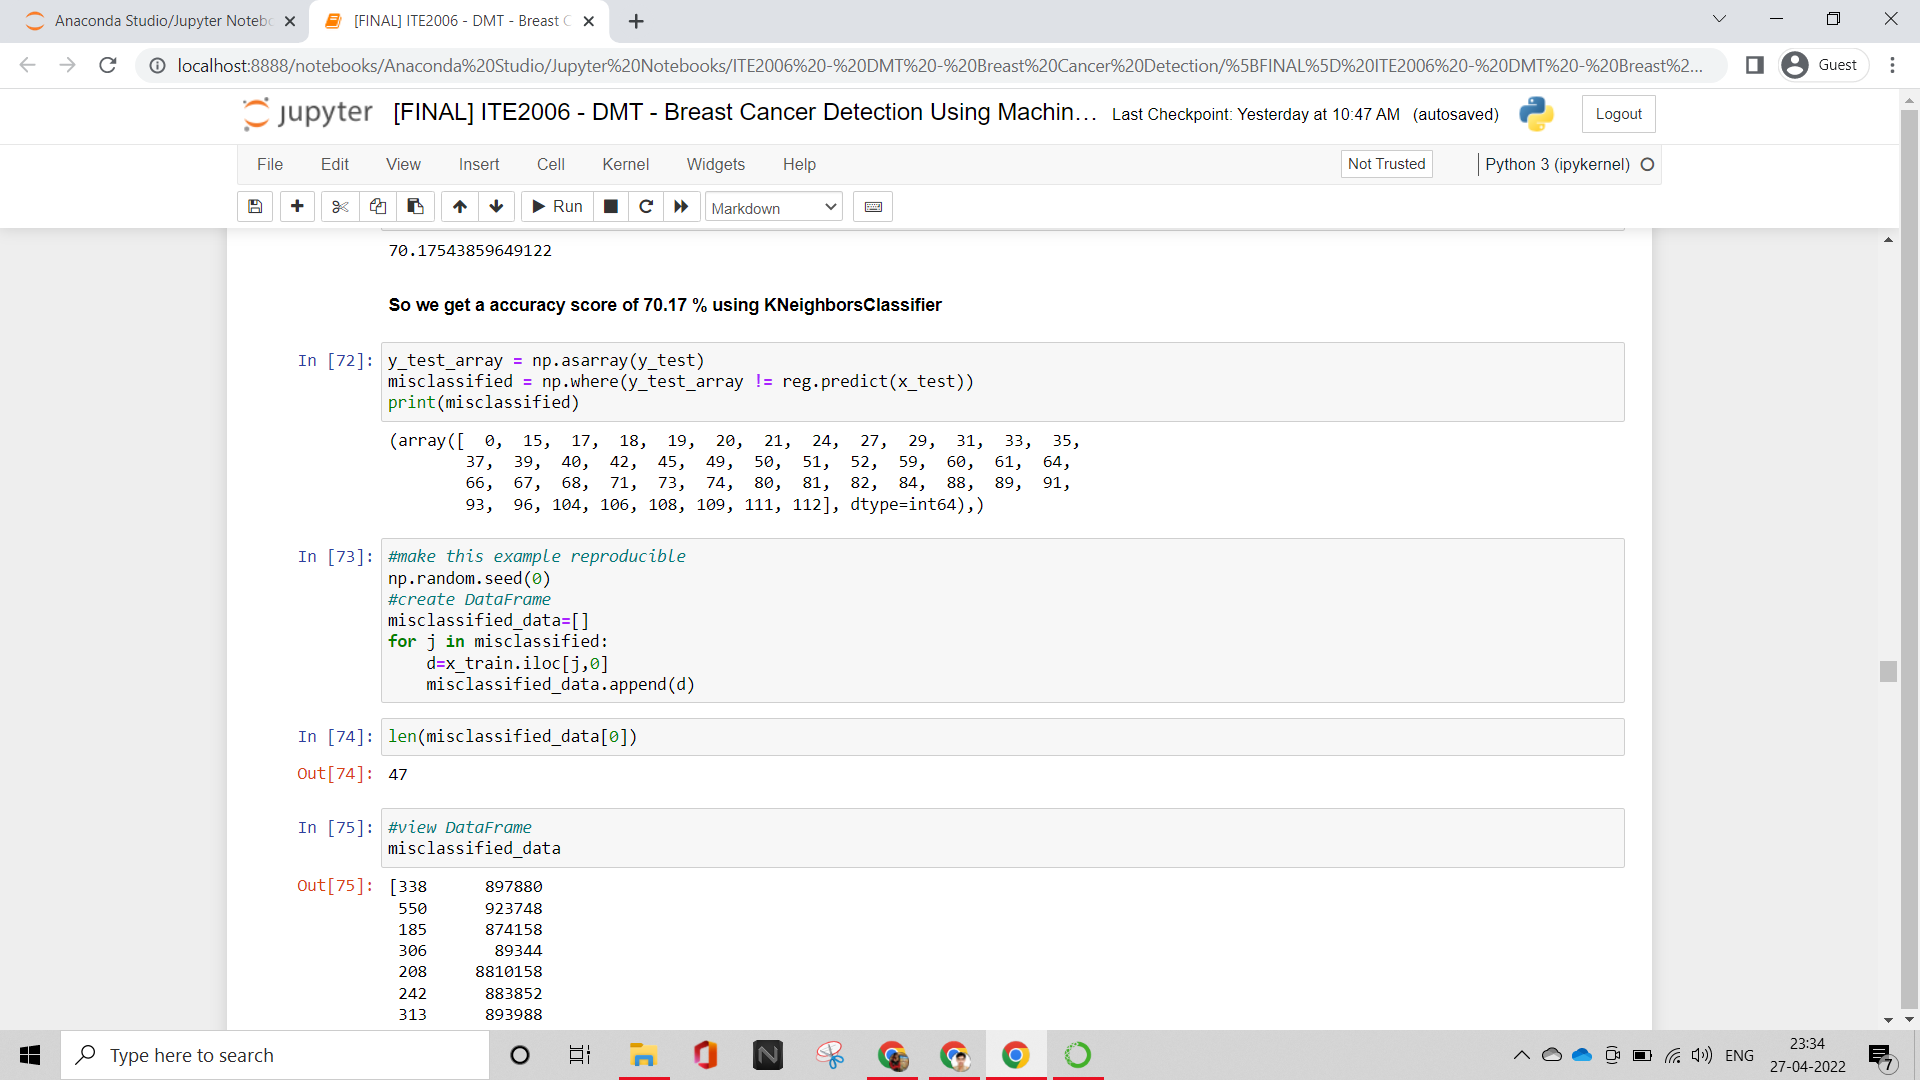 Anaconda Studio/Jupyter Notebo
[FINAL] ITE2006 - DMT - Breast C
localhost:8888/notebooks/Anaconda%20Studio/Jupyter%20Notebooks/ITE2006%20-%20DMT%20-%20Breast%20Cancer%20Detection/%5BFINAL%5D%20ITE2006%20-%20DMT%20-%20Breast%2...
Guest
jupyter [FINAL] ITE2006 - DMT - Breast Cancer Detection Using Machin... Last Checkpoint: Yesterday at 10:47 AM (autosaved)
Logout
File Edit View Insert Cell Kernel Widgets Help
Not Trusted
Python 3 (ipykernel)
Run
Markdown
70.17543859649122
So we get a accuracy score of 70.17 % using KNeighborsClassifier
In [72]: y_test_array = np.asarray(y_test)
misclassified = np.where(y_test_array != reg.predict(x_test))
print(misclassified)
(array([  0,  15,  17,  18,  19,  20,  21,  24,  27,  29,  31,  33,  35,
37,  39,  40,  42,  45,  49,  50,  51,  52,  59,  60,  61,  64,
66,  67,  68,  71,  73,  74,  80,  81,  82,  84,  88,  89,  91,
93,  96, 104, 106, 108, 109, 111, 112], dtype=int64),)
In [73]: #make this example reproducible
np.random.seed(0)
#create DataFrame
misclassified_data=[]
for j in misclassified:
    d=x_train.iloc[j,0]
    misclassified_data.append(d)
In [74]: len(misclassified_data[0])
Out[74]: 47
In [75]: #view DataFrame
misclassified_data
Out[75]: [338      897880
550      923748
185      874158
306       89344
208     8810158
242      883852
313      893988
Type here to search
ENG
23:34
27-04-2022
7